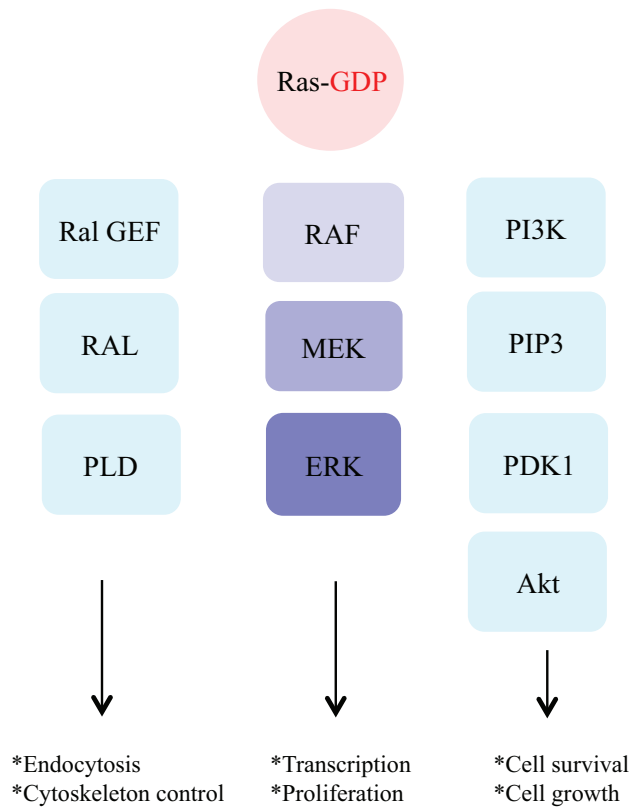 Ras-GDP
Ral GEF
RAL
PLD
*Endocytosis
*Cytoskeleton control
RAF
MEK
ERK
*Transcription
*Proliferation
PI3K
PIP3
PDK1
Akt
*Cell survival
*Cell growth